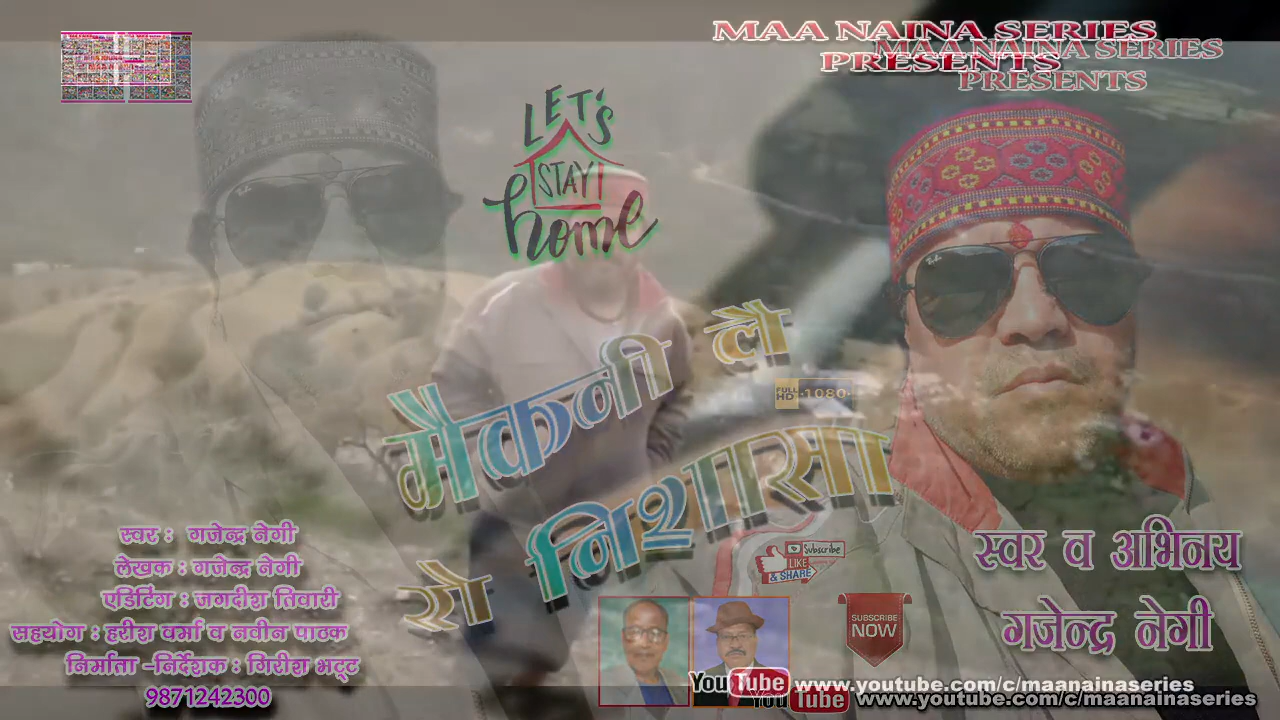 MAA NAINA SERIES
PRESENTS
MAA NAINA SERIES
PRESENTS
LET'S
STAY
home
मैकनी लै
रो निशासा
FULL HD 1080
Subscribe
LIKE
& SHARE
SUBSCRIBE
NOW
स्वर : गजेन्द्र नेगी
लेखक : गजेन्द्र नेगी
एडिटिंग : जगदीश तिवारी
सहयोग : हरीश वर्मा व नवीन पाठक
निर्माता -निर्देशक : गिरीश भट्ट
9871242300
स्वर व अभिनय
गजेन्द्र नेगी
YouTube www.youtube.com/c/maanainaseries
YouTube www.youtube.com/c/maanainaseries